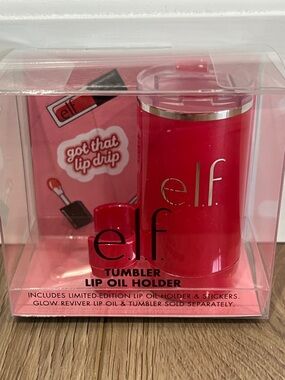 elf
got that
lip drip
e.l.f.
e.l.f.
TUMBLER
LIP OIL HOLDER
INCLUDES LIMITED-EDITION LIP OIL HOLDER & STICKERS.
GLOW REVIVER LIP OIL & TUMBLER SOLD SEPARATELY.